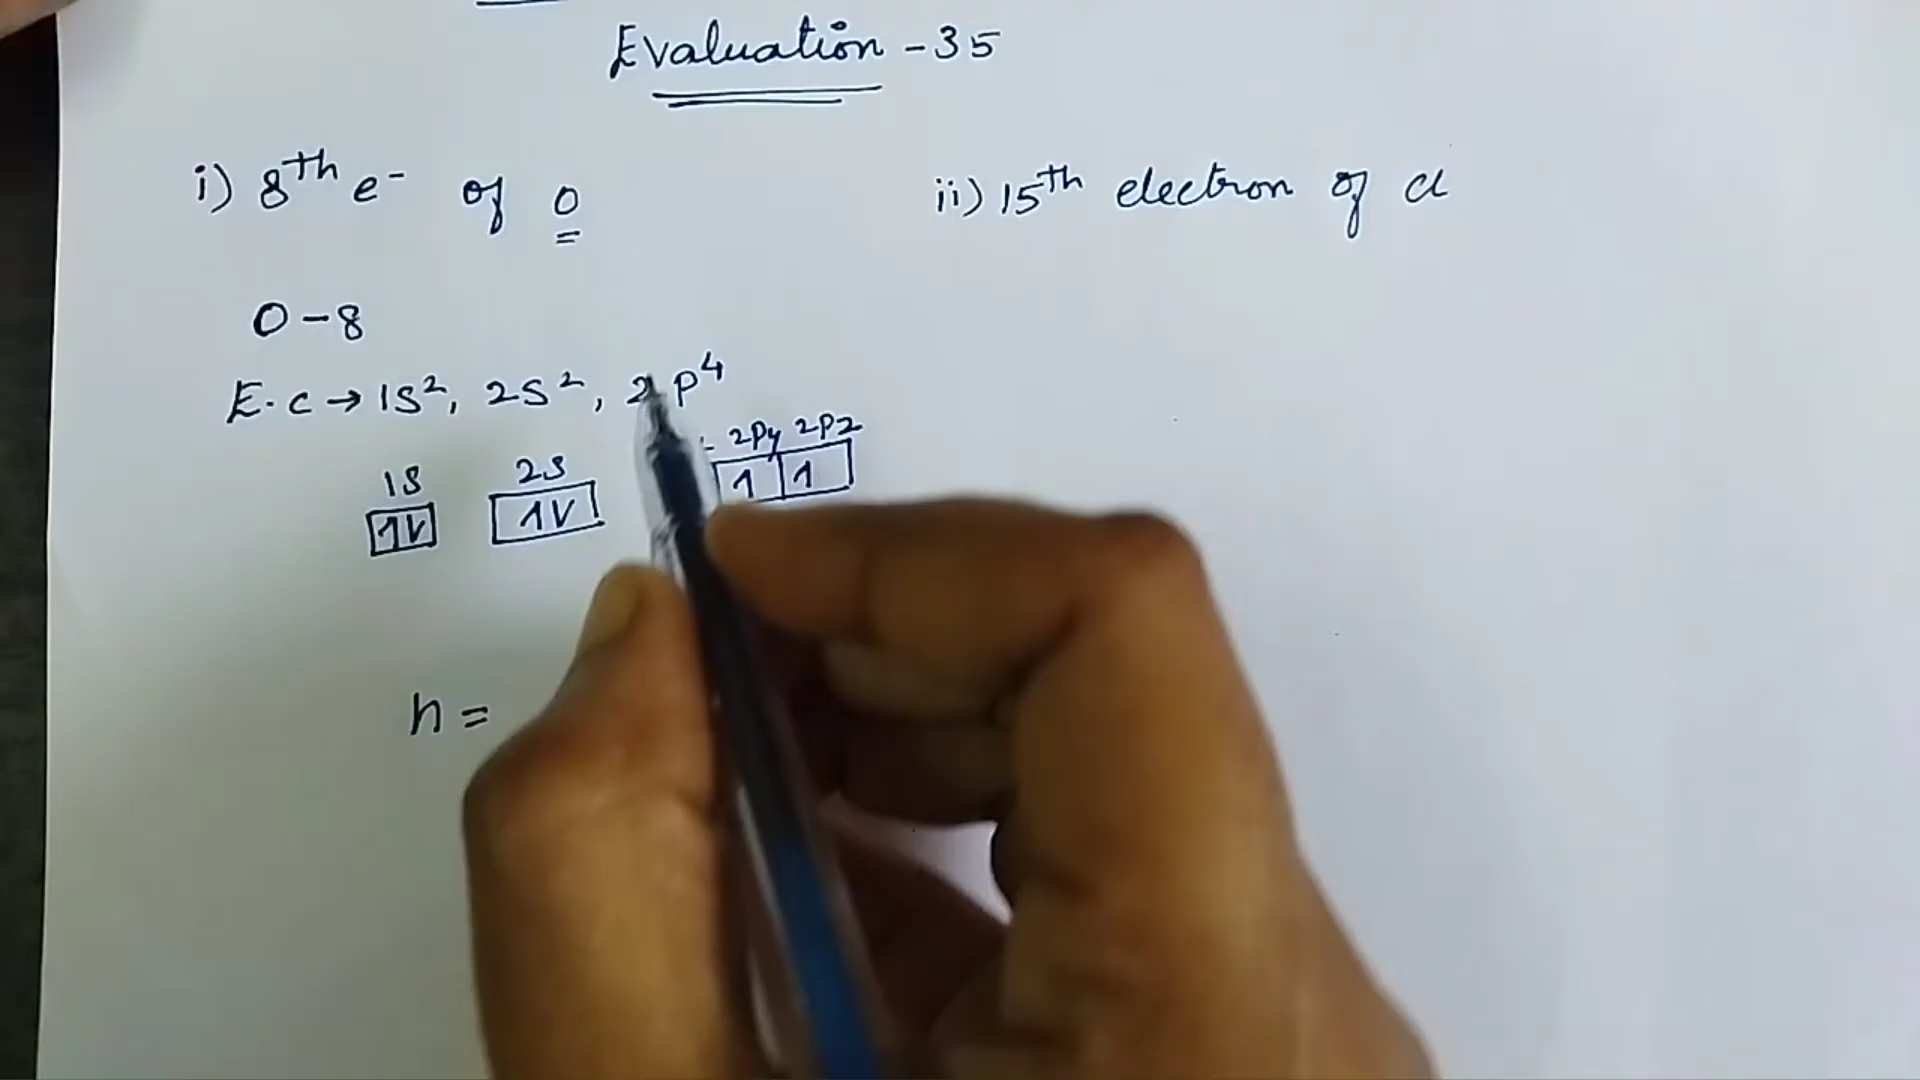 Evaluation - 35
i) 8th e- of O
ii) 15th electron of Cl
O - 8
E.C → 1S², 2S², 2P⁴
1S 2S 2Py 2Pz
1V 1V 1 1
n =